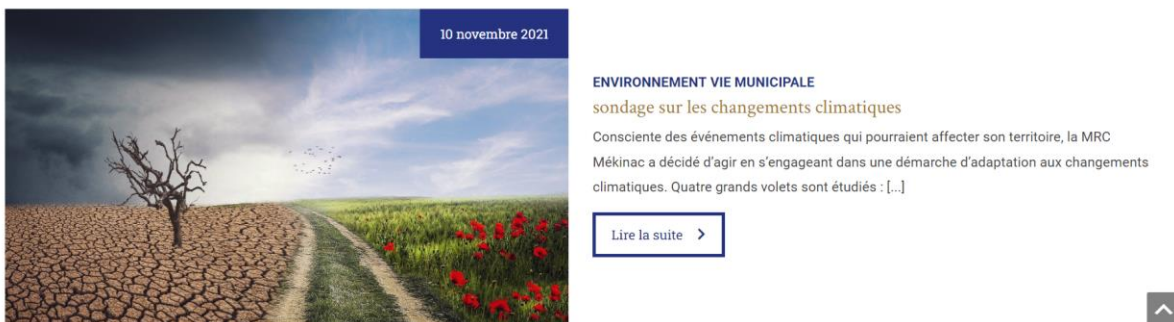 10 novembre 2021
ENVIRONNEMENT VIE MUNICIPALE
sondage sur les changements climatiques
Consciente des événements climatiques qui pourraient affecter son territoire, la MRC
Mékinac a décidé d'agir en s'engageant dans une démarche d'adaptation aux changements
climatiques. Quatre grands volets sont étudiés : [...]
Lire la suite